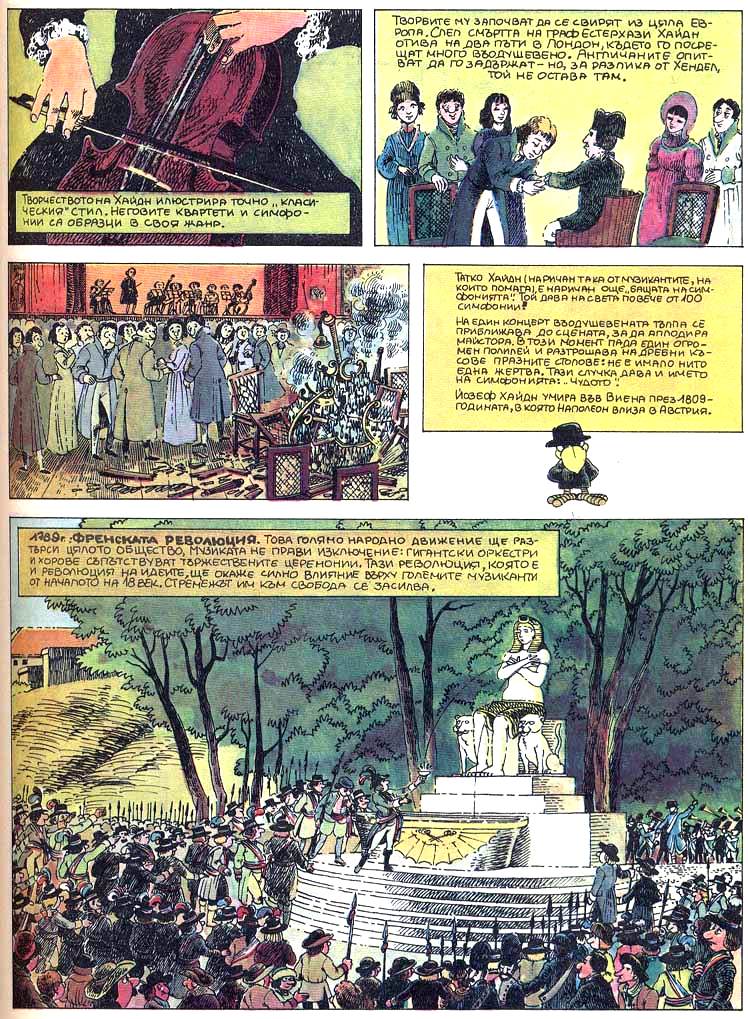 ТВОРЧЕСТВОТО НА ХАЙДН ИЛЮСТРИРА ТОЧНО „КЛАСИ-
ЧЕСКИЯ" СТИЛ. НЕГОВИТЕ КВАРТЕТИ И СИМФО-
НИИ СА ОБРАЗЦИ В СВОЯ ЖАНР.
ТВОРБИТЕ МУ ЗАПОЧВАТ ДА СЕ СВИРЯТ ИЗ ЦЯЛА ЕВ-
РОПА. СЛЕД СМЪРТТА НА ГРАФ ЕСТЕРХАЗИ ХАЙДН
ОТИВА НА ДВА ПЪТИ В ЛОНДОН, КЪДЕТО ГО ПОСРЕ-
ЩАТ МНОГО ВЪОДУШЕВЕНО. АНГЛИЧАНИТЕ ОПИТ-
ВАТ ДА ГО ЗАДЪРЖАТ – НО, ЗА РАЗЛИКА ОТ ХЕНДЕЛ,
ТОЙ НЕ ОСТАВА ТАМ.
ТАТКО ХАЙДН (НАРИЧАН ТАКА ОТ МУЗИКАНТИТЕ, НА
КОИТО ПОМАГА), Е НАРИЧАН ОЩЕ „БАЩАТА НА СИМ-
ФОНИЯТА". ТОЙ ДАВА НА СВЕТА ПОВЕЧЕ ОТ 100
СИМФОНИИ!
НА ЕДИН КОНЦЕРТ ВЪОДУШЕВЕНАТА ТЪЛПА СЕ
ПРИБЛИЖАВА ДО СЦЕНАТА, ЗА ДА АПЛОДИРА
МАЙСТОРА. В ТОЗИ МОМЕНТ ПАДА ЕДИН ОГРО-
МЕН ПОЛИЛЕЙ И РАЗТРОШАВА НА ДРЕБНИ КЪ-
СОВЕ ПРАЗНИТЕ СТОЛОВЕ: НЕ Е ИМАЛО НИТО
ЕДНА ЖЕРТВА. ТАЗИ СЛУЧКА ДАВА И ИМЕТО
НА СИМФОНИЯТА: „ЧУДОТО".
ЙОЗЕФ ХАЙДН УМИРА ВЪВ ВИЕНА ПРЕЗ 1809-
ГОДИНАТА, В КОЯТО НАПОЛЕОН ВЛИЗА В АВСТРИЯ.
1789 г. ФРЕНСКАТА РЕВОЛЮЦИЯ. ТОВА ГОЛЯМО НАРОДНО ДВИЖЕНИЕ ЩЕ РАЗ-
ТЪРСИ ЦЯЛОТО ОБЩЕСТВО, МУЗИКАТА НЕ ПРАВИ ИЗКЛЮЧЕНИЕ: ГИГАНТСКИ ОРКЕСТРИ
И ХОРОВЕ СЪПЪТСТВУВАТ ТЪРЖЕСТВЕНИТЕ ЦЕРЕМОНИИ. ТАЗИ РЕВОЛЮЦИЯ, КОЯТО Е
И РЕВОЛЮЦИЯ НА ИДЕИТЕ, ЩЕ ОКАЖЕ СИЛНО ВЛИЯНИЕ ВЪРХУ ГОЛЕМИТЕ МУЗИКАНТИ
ОТ НАЧАЛОТО НА 18 ВЕК. СТРЕМЕЖЪТ ИМ КЪМ СВОБОДА СЕ ЗАСИЛВА.